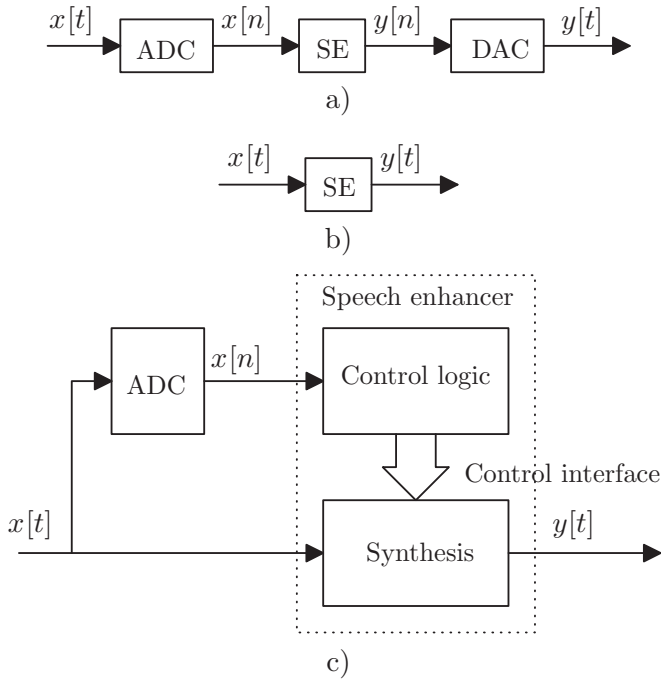 x[t] x[n] y[n] y[t]
ADC SE DAC
a)
x[t] y[t]
SE
b)
Speech enhancer
x[n]
Control logic
ADC
Control interface
x[t] y[t]
Synthesis
c)